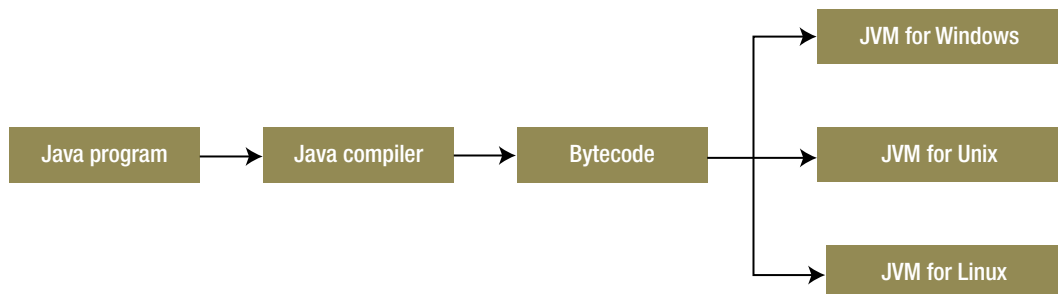 JVM for Windows
Java program
Java compiler
Bytecode
JVM for Unix
JVM for Linux